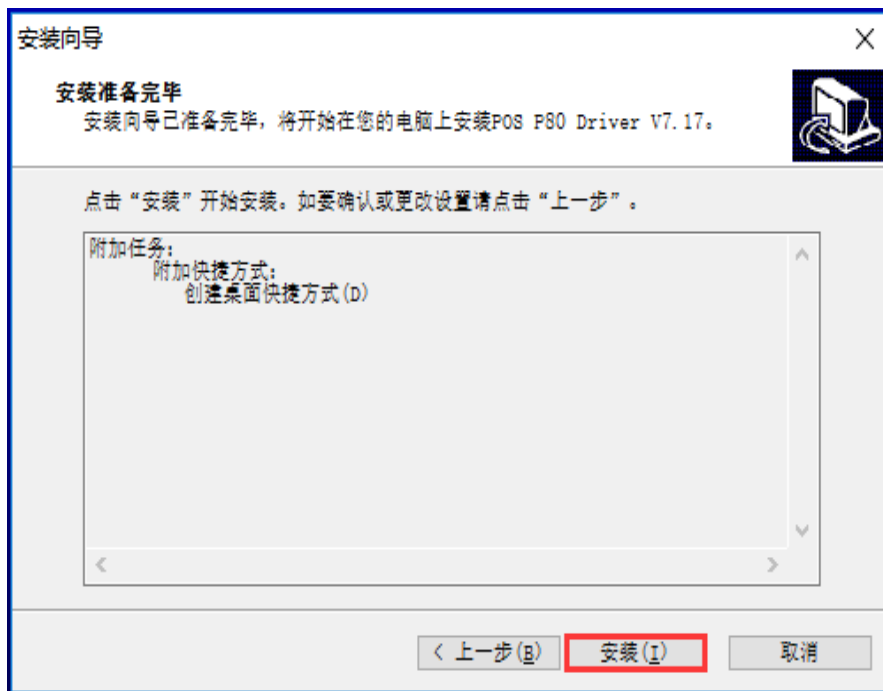 安装向导
安装准备完毕
安装向导已准备完毕，将开始在您的电脑上安装POS P80 Driver V7.17。
点击“安装”开始安装。如要确认或更改设置请点击“上一步”。
附加任务:
附加快捷方式:
创建桌面快捷方式(D)
< 上一步(B) 安装(I) 取消